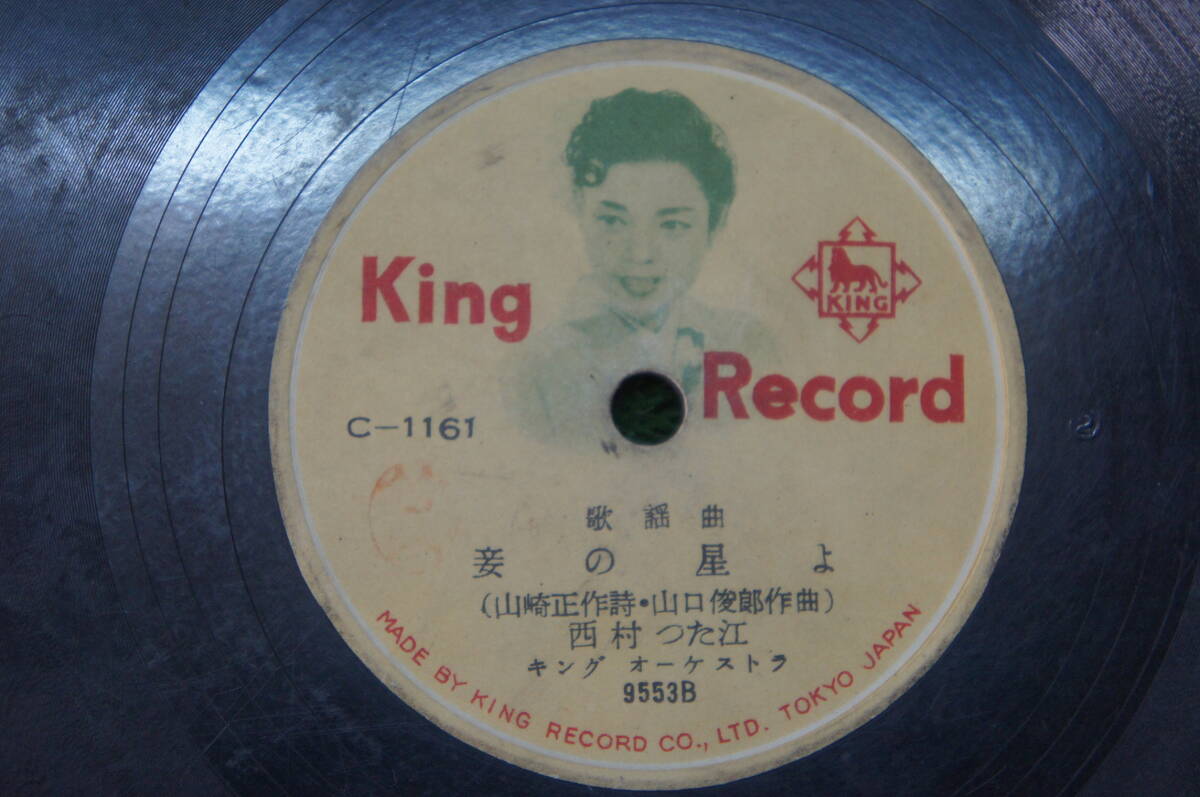 King
KING
Record
C-1161
歌謡曲
妾の星よ
(山崎正作詩・山口俊郎作曲)
西村つた江
キング オーケストラ
9553B
MADE BY KING RECORD CO., LTD. TOKYO JAPAN